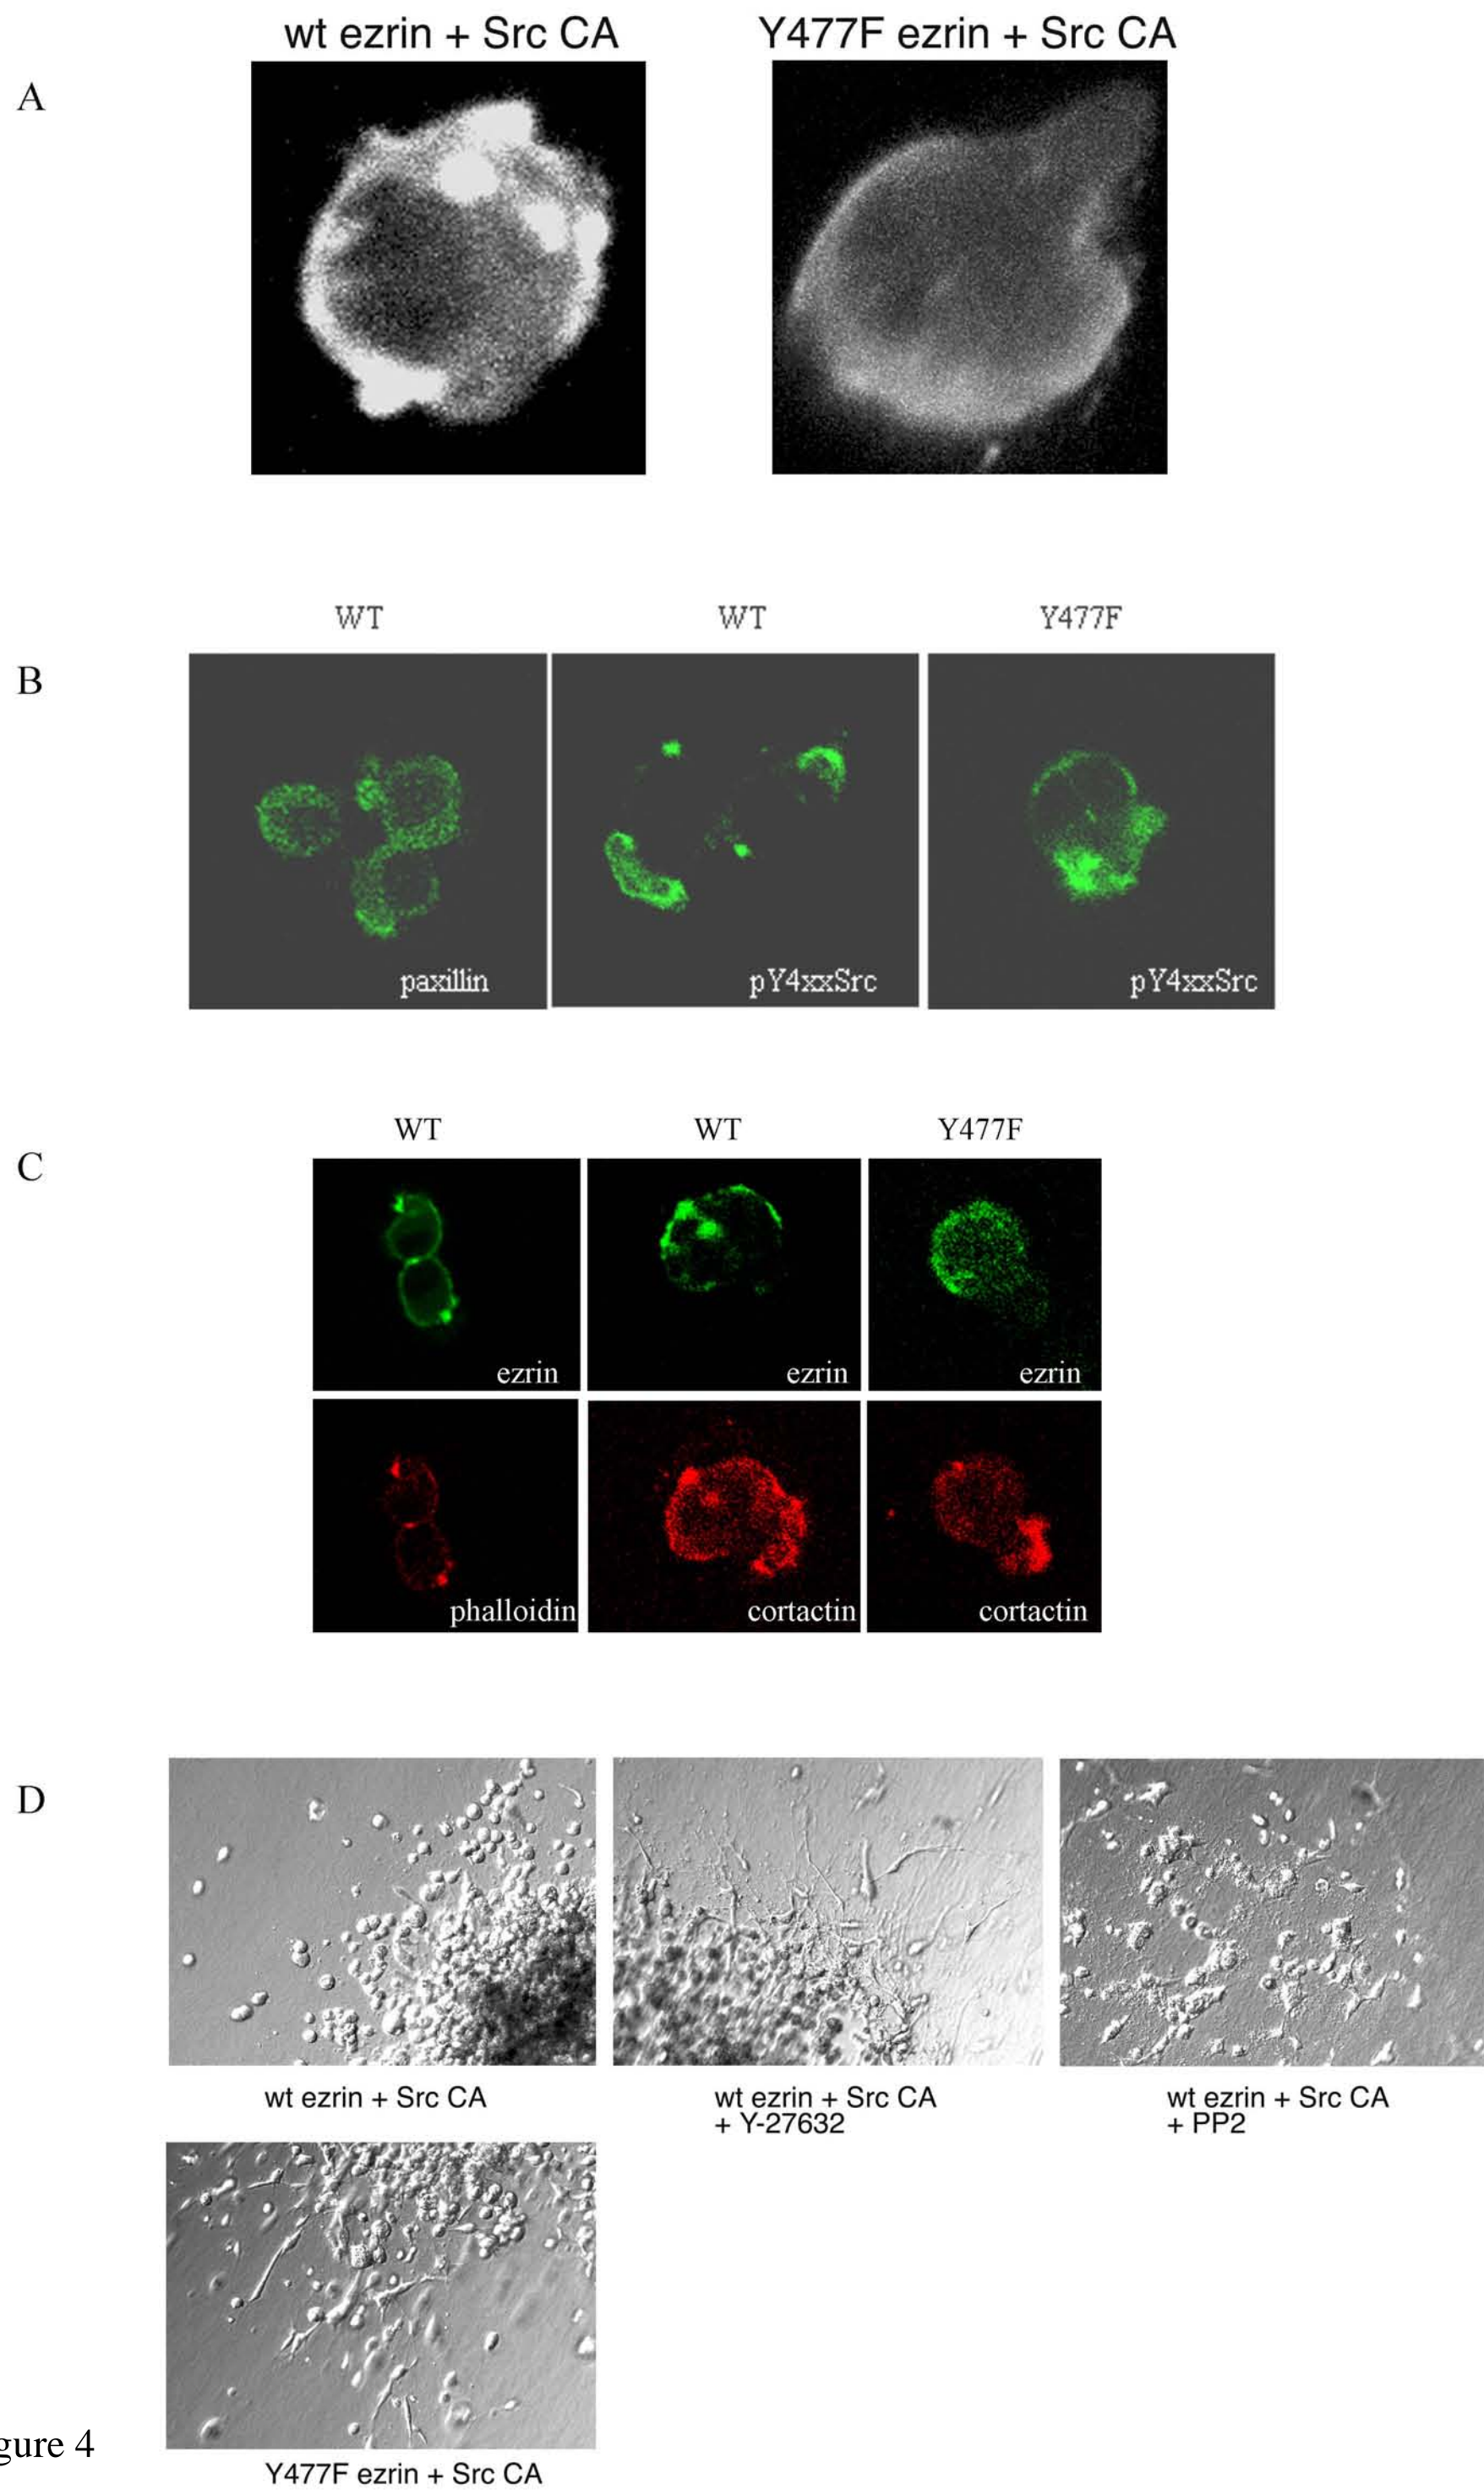 wt ezrin + Src CA
Y477F ezrin + Src CA
A
WT
WT
Y477F
B
paxillin
pY4xxSrc
pY4xxSrc
WT
WT
Y477F
C
ezrin
ezrin
ezrin
phalloidin
cortactin
cortactin
D
wt ezrin + Src CA
wt ezrin + Src CA
+ Y-27632
wt ezrin + Src CA
+ PP2
gure 4
Y477F ezrin + Src CA